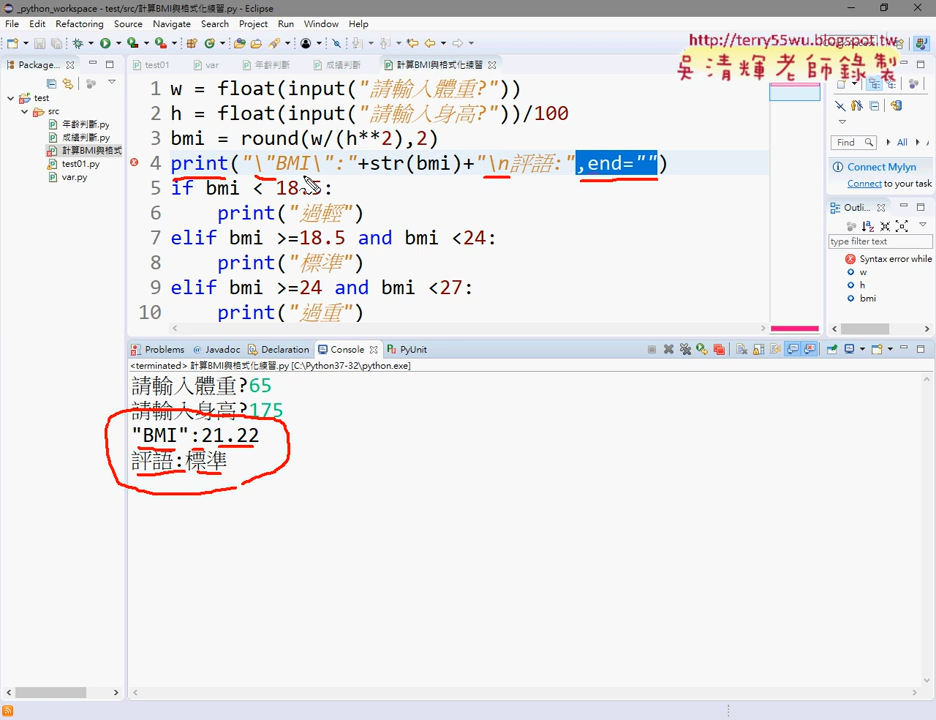 _python_workspace - test/src/計算BMI與格式化練習.py - Eclipse
File Edit Refactoring Source Navigate Search Project Run Window Help
http://terry55wu.blogspot.tw
吳清輝老師錄製
Package...
test01
var
年齡判斷
成績判斷
計算BMI與格式化練習
test
src
年齡判斷.py
成績判斷.py
計算BMI與格式化練習
test01.py
var.py
1 w = float(input("請輸入體重?"))
2 h = float(input("請輸入身高?"))/100
3 bmi = round(w/(h**2),2)
4 print("\"BMI\":"+str(bmi)+"\n評語:",end="")
5 if bmi < 18.5:
6 print("過輕")
7 elif bmi >=18.5 and bmi <24:
8 print("標準")
9 elif bmi >=24 and bmi <27:
10 print("過重")
Find All
Connect Mylyn
Connect to your task
Outli...
type filter text
Syntax error while
w
h
bmi
Problems Javadoc Declaration Console PyUnit
<terminated> 計算BMI與格式化練習.py [C:\Python37-32\python.exe]
請輸入體重?65
請輸入身高?175
"BMI":21.22
評語:標準